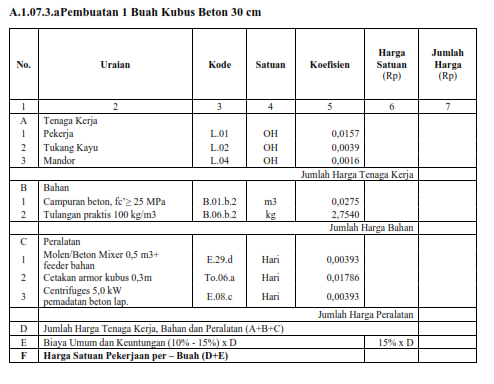 A.1.07.3.aPembuatan 1 Buah Kubus Beton 30 cm
No. Uraian Kode Satuan Koefisien Harga Satuan (Rp) Jumlah Harga (Rp)
1 2 3 4 5 6 7
A Tenaga Kerja
1 Pekerja L.01 OH 0,0157
2 Tukang Kayu L.02 OH 0,0039
3 Mandor L.04 OH 0,0016
Jumlah Harga Tenaga Kerja
B Bahan
1 Campuran beton, fc'≥ 25 MPa B.01.b.2 m3 0,0275
2 Tulangan praktis 100 kg/m3 B.06.b.2 kg 2,7540
Jumlah Harga Bahan
C Peralatan
1 Molen/Beton Mixer 0,5 m3+ feeder bahan E.29.d Hari 0,00393
2 Cetakan armor kubus 0,3m To.06.a Hari 0,01786
3 Centrifuges 5,0 kW pemadatan beton lap. E.08.c Hari 0,00393
Jumlah Harga Peralatan
D Jumlah Harga Tenaga Kerja, Bahan dan Peralatan (A+B+C)
E Biaya Umum dan Keuntungan (10% - 15%) x D 15% x D
F Harga Satuan Pekerjaan per – Buah (D+E)